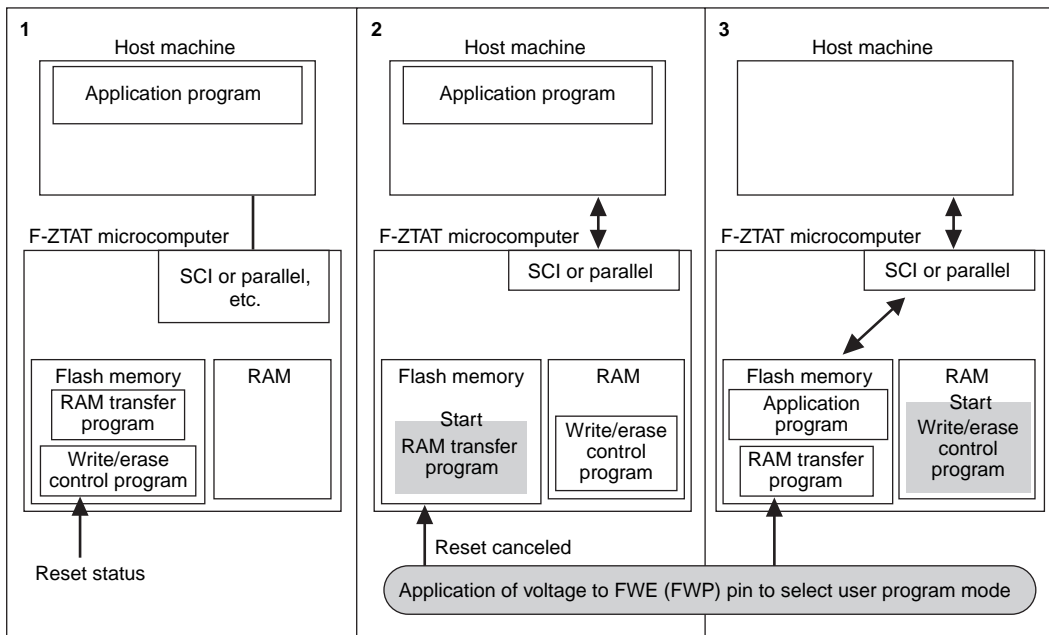 1
Host machine
Application program
F-ZTAT microcomputer
SCI or parallel,
etc.
Flash memory
RAM transfer
program
Write/erase
control program
RAM
Reset status
2
Host machine
Application program
F-ZTAT microcomputer
SCI or parallel
Flash memory
Start
RAM transfer
program
RAM
Write/erase
control
program
Reset canceled
3
Host machine
F-ZTAT microcomputer
SCI or parallel
Flash memory
Application
program
RAM transfer
program
RAM
Start
Write/erase
control
program
Application of voltage to FWE (FWP) pin to select user program mode